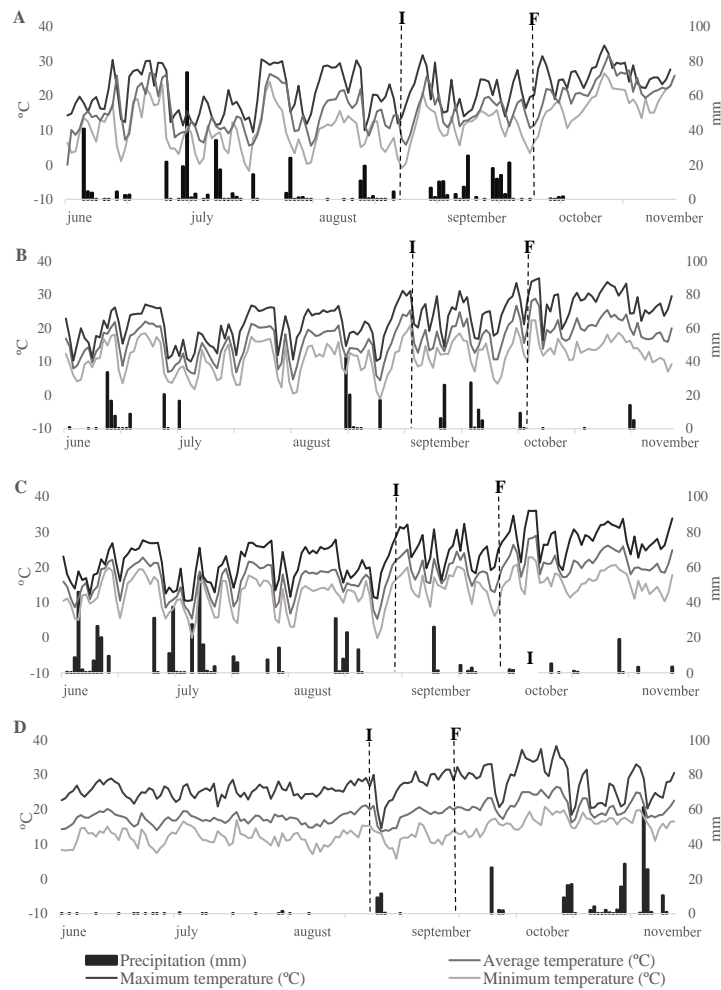 A
I
F
40 100
30 80
20 60
ºC mm
10 40
0 20
-10 0
june july august september october november
B
I
F
40 100
30 80
20 60
ºC mm
10 40
0 20
-10 0
june july august september october november
C
I
F
40 100
30 80
20 60
ºC mm
10 40
0 20
I
-10 0
june july august september october november
D
I
F
40 100
30 80
20 60
ºC mm
10 40
0 20
-10 0
june july august september october november
Precipitation (mm) Average temperature (ºC)
Maximum temperature (ºC) Minimum temperature (ºC)